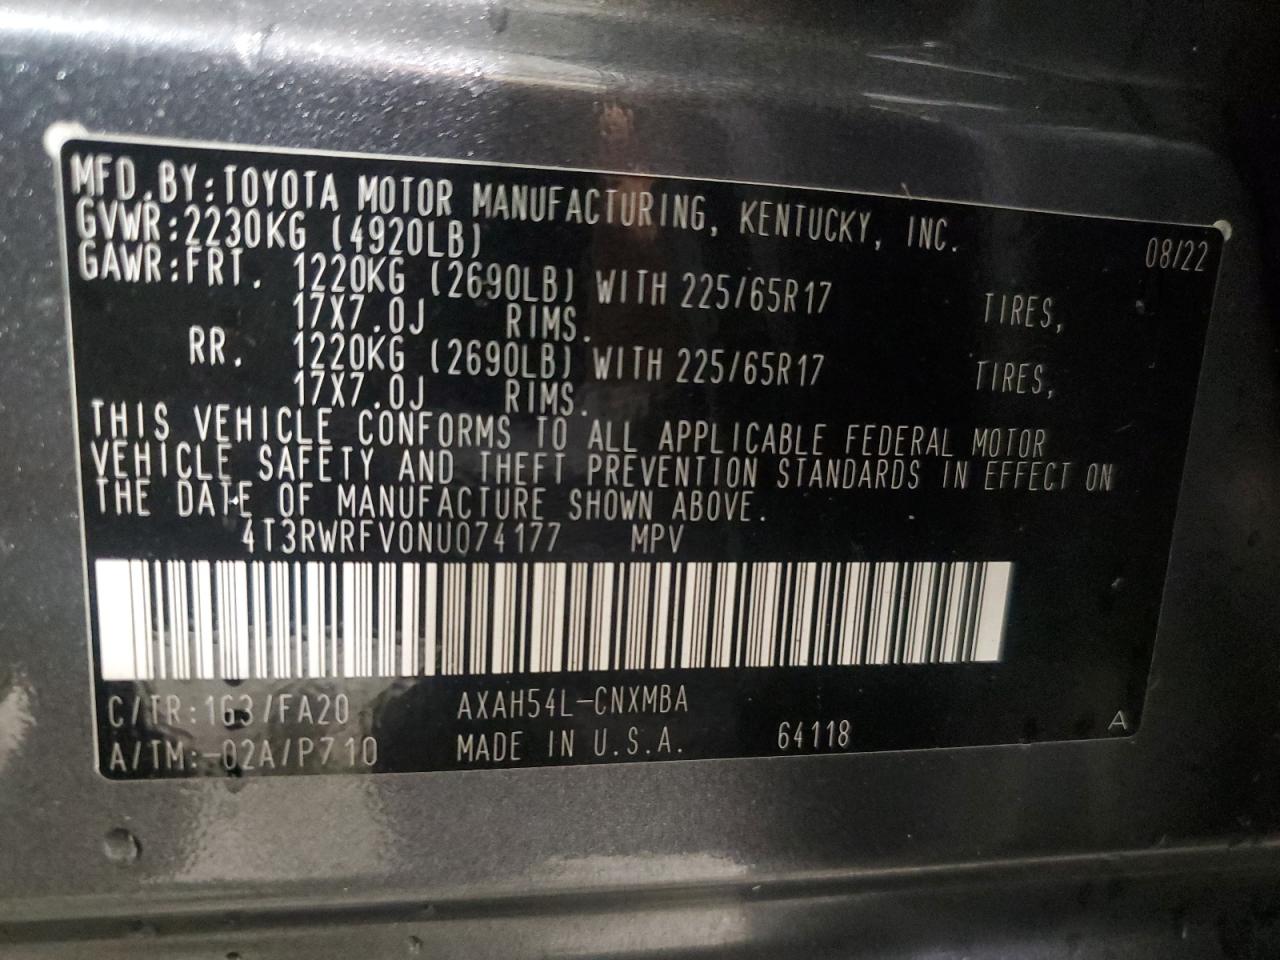 MFD.BY:TOYOTA MOTOR MANUFACTURING, KENTUCKY, INC.
08/22
GVWR:2230KG (4920LB)
GAWR:FRT. 1220KG (2690LB) WITH 225/65R17 TIRES,
17X7.0J RIMS.
RR. 1220KG (2690LB) WITH 225/65R17 TIRES,
17X7.0J RIMS.
THIS VEHICLE CONFORMS TO ALL APPLICABLE FEDERAL MOTOR
VEHICLE SAFETY AND THEFT PREVENTION STANDARDS IN EFFECT ON
THE DATE OF MANUFACTURE SHOWN ABOVE.
4T3RWRFV0NU074177 MPV
C/TR:1G3/FA20 AXAH54L-CNXMBA
A/TM:-02A/P710 MADE IN U.S.A. 64118 A